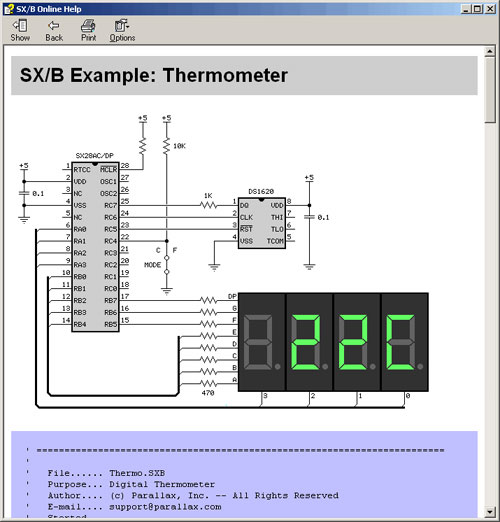 SX/B Online Help
Show Back Print Options
SX/B Example: Thermometer
+5
+5
10K
SX28AC/DP
+5
0.1
1 RTCC MCLR 28
2 VDD OSC1 27
3 NC OSC2 26
4 VSS RC7 25
5 NC RC6 24
6 RA0 RC5 23
7 RA1 RC4 22
8 RA2 RC3 21
9 RA3 RC2 20
10 RB0 RC1 19
11 RB1 RC0 18
12 RB2 RB7 17
13 RB3 RB6 16
14 RB4 RB5 15
1K
DS1620
+5
1 DQ VDD 8
2 CLK THI 7
3 RST TLO 6
4 VSS TCOM 5
0.1
C F
MODE
DP
G
F
E
D
C
B
A
470
22C
3 2 1 0
' ==========================================================================
'
' File...... Thermo.SXB
' Purpose... Digital Thermometer
' Author.... (c) Parallax, Inc. -- All Rights Reserved
' E-mail.... support@parallax.com
' Started...